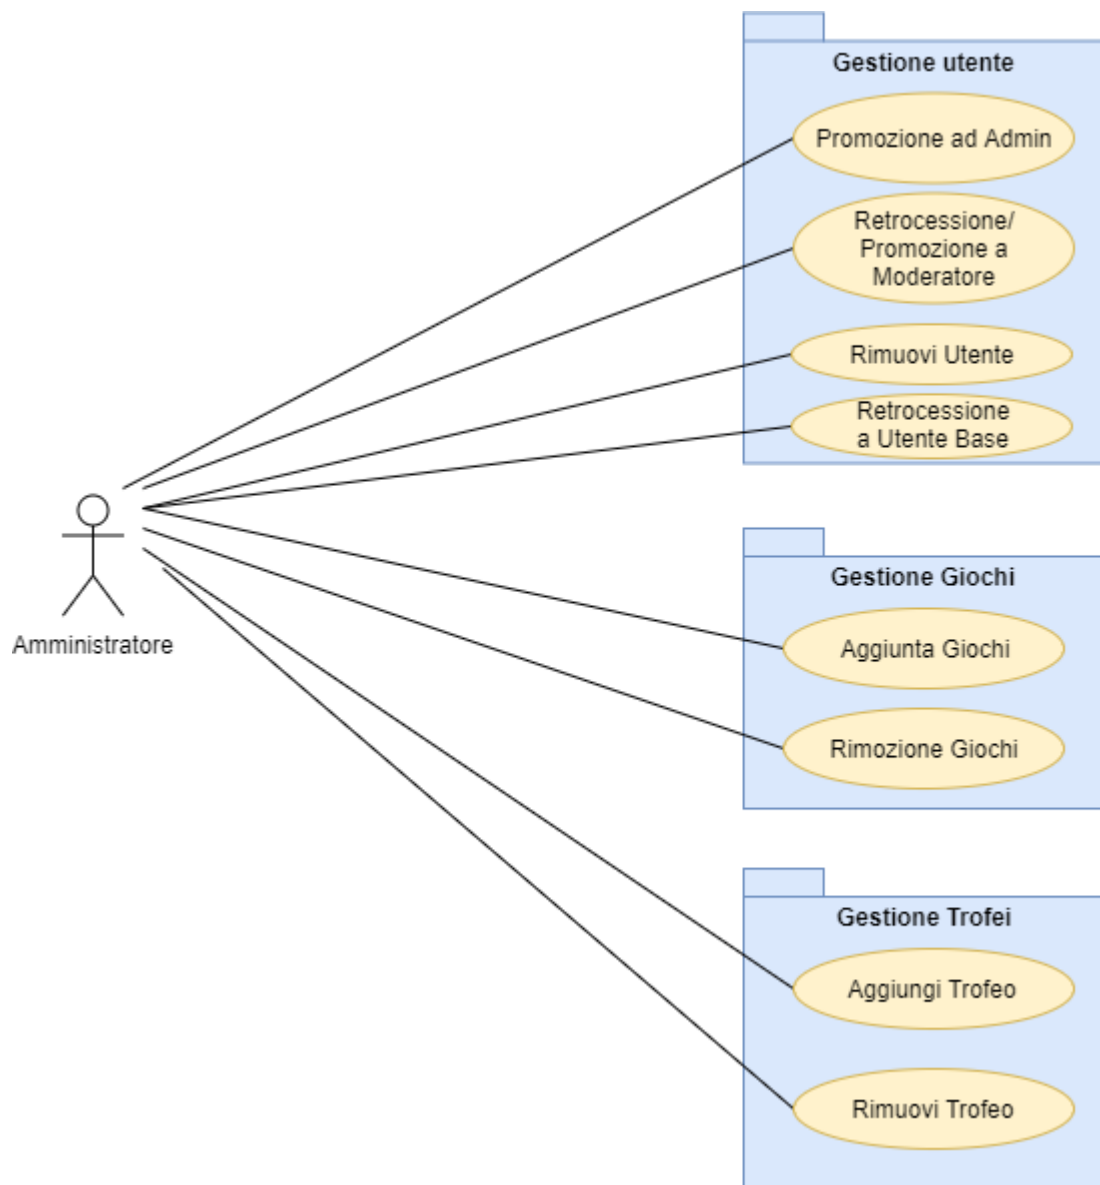 Gestione utente
Promozione ad Admin
Retrocessione/
Promozione a
Moderatore
Rimuovi Utente
Retrocessione
a Utente Base
Amministratore
Gestione Giochi
Aggiunta Giochi
Rimozione Giochi
Gestione Trofei
Aggiungi Trofeo
Rimuovi Trofeo